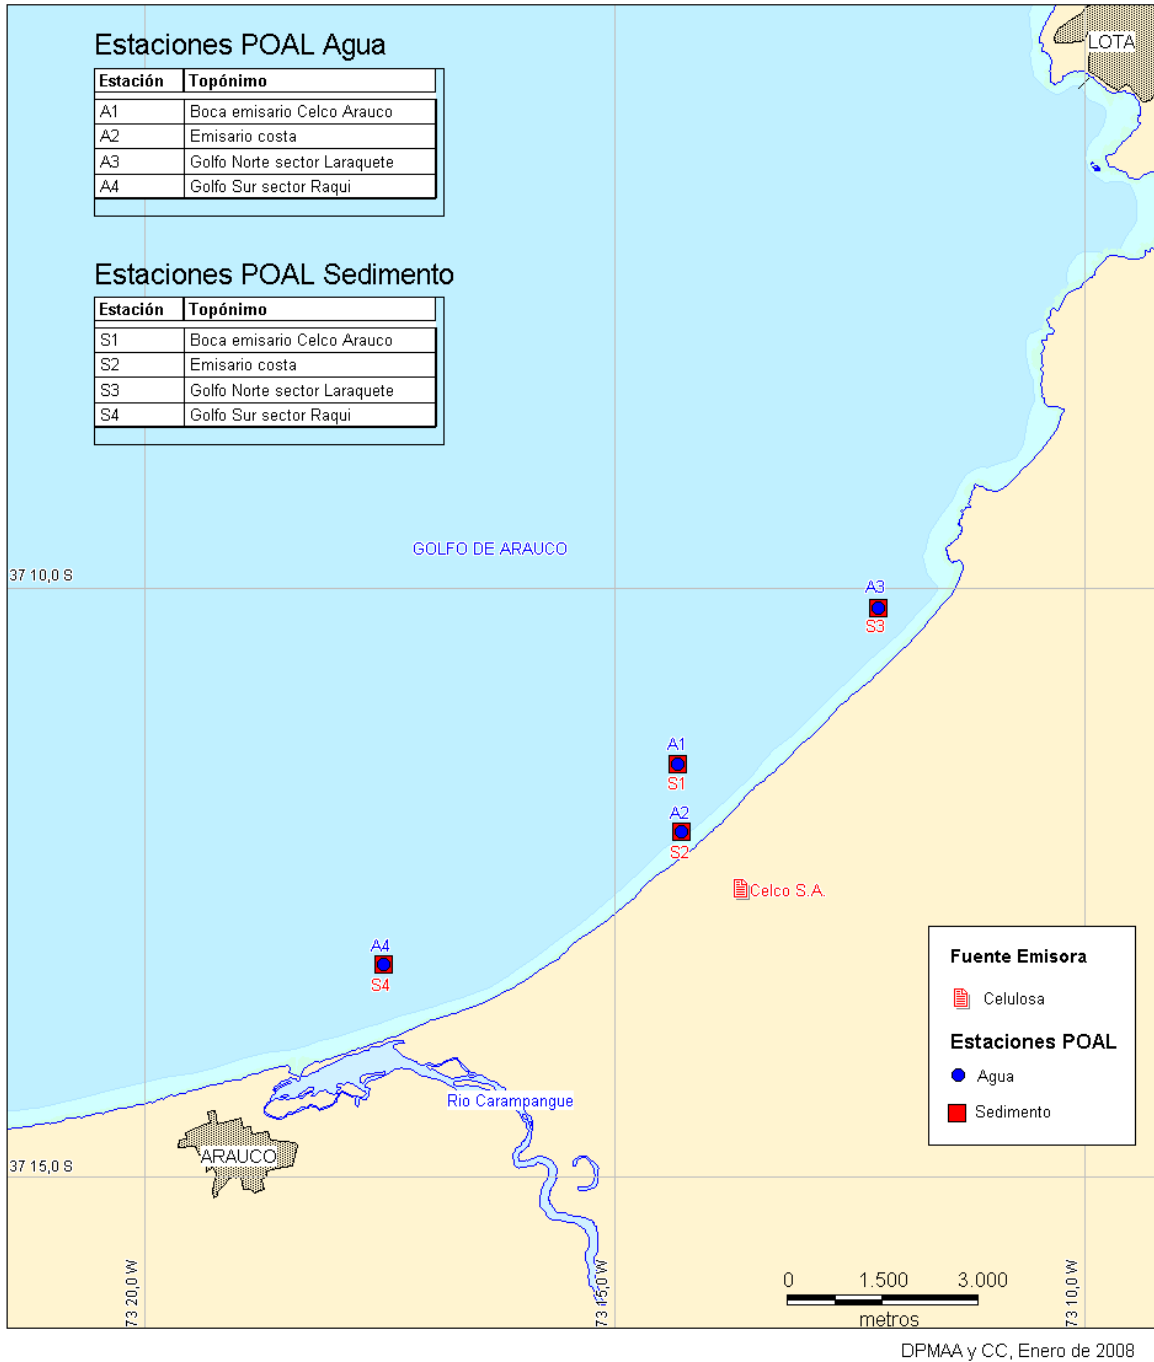 Estaciones POAL Agua
Estación Topónimo
A1 Boca emisario Celco Arauco
A2 Emisario costa
A3 Golfo Norte sector Laraquete
A4 Golfo Sur sector Raqui
LOTA
Estaciones POAL Sedimento
Estación Topónimo
S1 Boca emisario Celco Arauco
S2 Emisario costa
S3 Golfo Norte sector Laraquete
S4 Golfo Sur sector Raqui
GOLFO DE ARAUCO
37 10,0 S
A3
S3
A1
S1
A2
S2
Celco S.A.
A4
S4
Fuente Emisora
Celulosa
Estaciones POAL
Agua
Sedimento
Rio Carampangue
ARAUCO
37 15,0 S
73 20,0 W
73 15,0 W
73 10,0 W
0 1.500 3.000
metros
DPMAA y CC, Enero de 2008